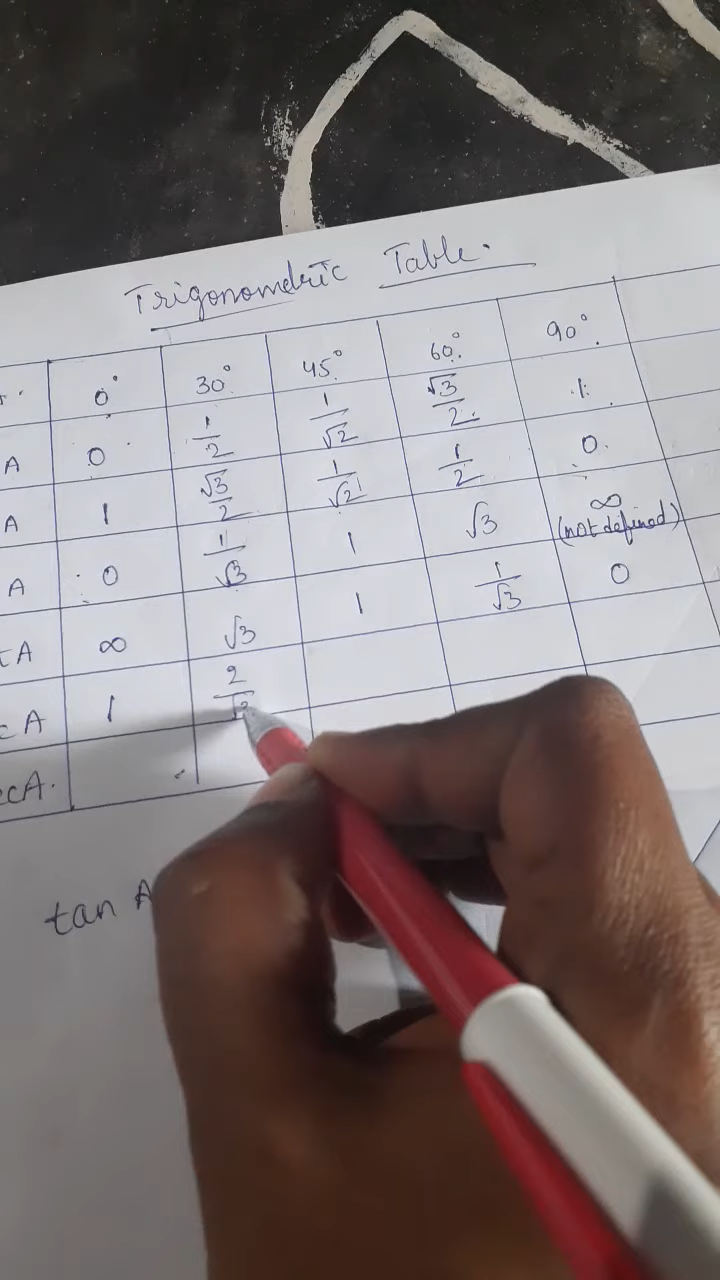 Trigonometric Table.
0° 30° 45° 60° 90°
A 0 1/2 1/√2 √3/2 1
A 1 √3/2 1/√2 1/2 0
A 0 1/√3 1 √3 ∞ (not defined)
tA ∞ √3 1 1/√3 0
cA 1 2/√3
ecA.
tan A